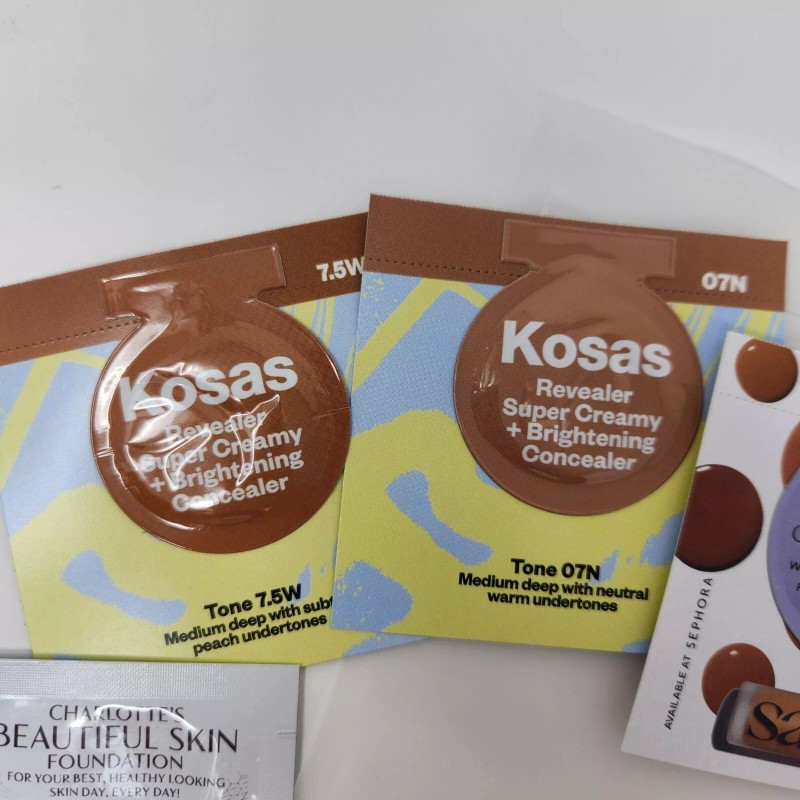 7.5W
Kosas
Revealer
Super Creamy
+ Brightening
Concealer
Tone 7.5W
Medium deep with
peach undertones
07N
Kosas
Revealer
Super Creamy
+ Brightening
Concealer
Tone 07N
Medium deep with neutral
warm undertones
CHARLOTTE'S
BEAUTIFUL SKIN
FOUNDATION
FOR YOUR BEST, HEALTHY LOOKING
SKIN DAY, EVERY DAY!
AVAILABLE AT SEPHORA